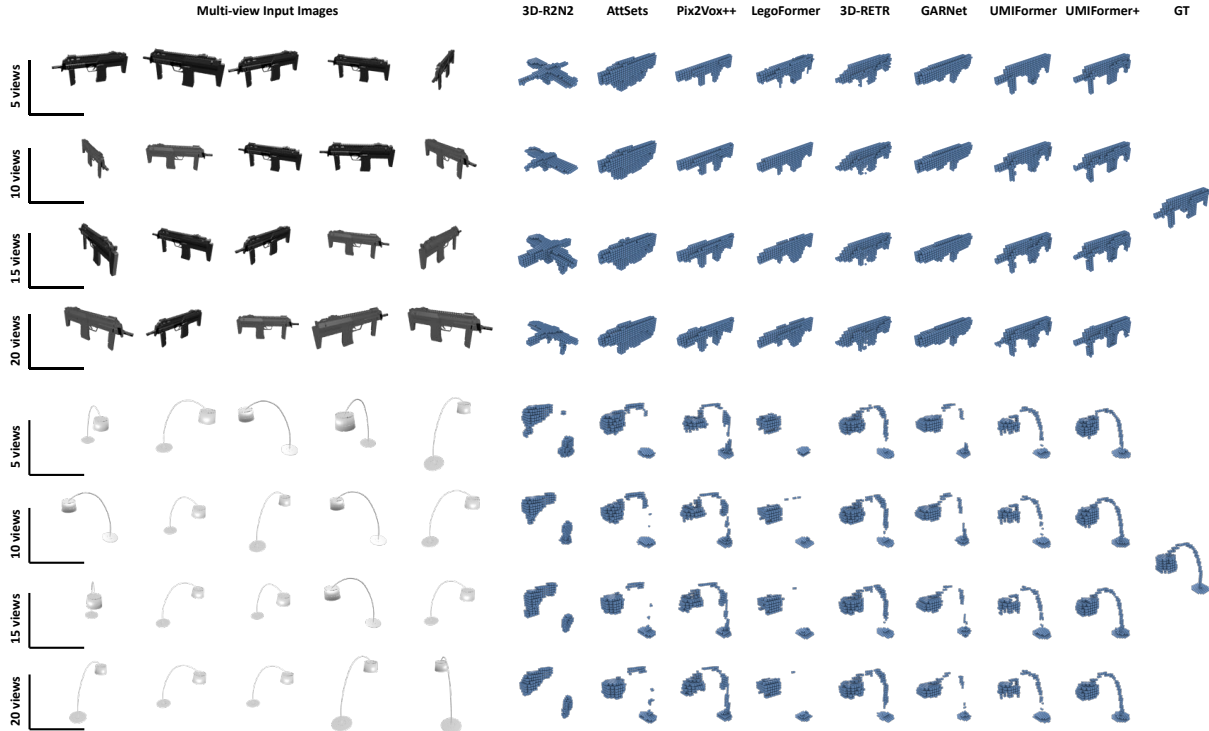 Multi-view Input Images 3D-R2N2 AttSets Pix2Vox++ LegoFormer 3D-RETR GARNet UMIFormer UMIFormer+ GT
5 views
10 views
15 views
20 views
5 views
10 views
15 views
20 views